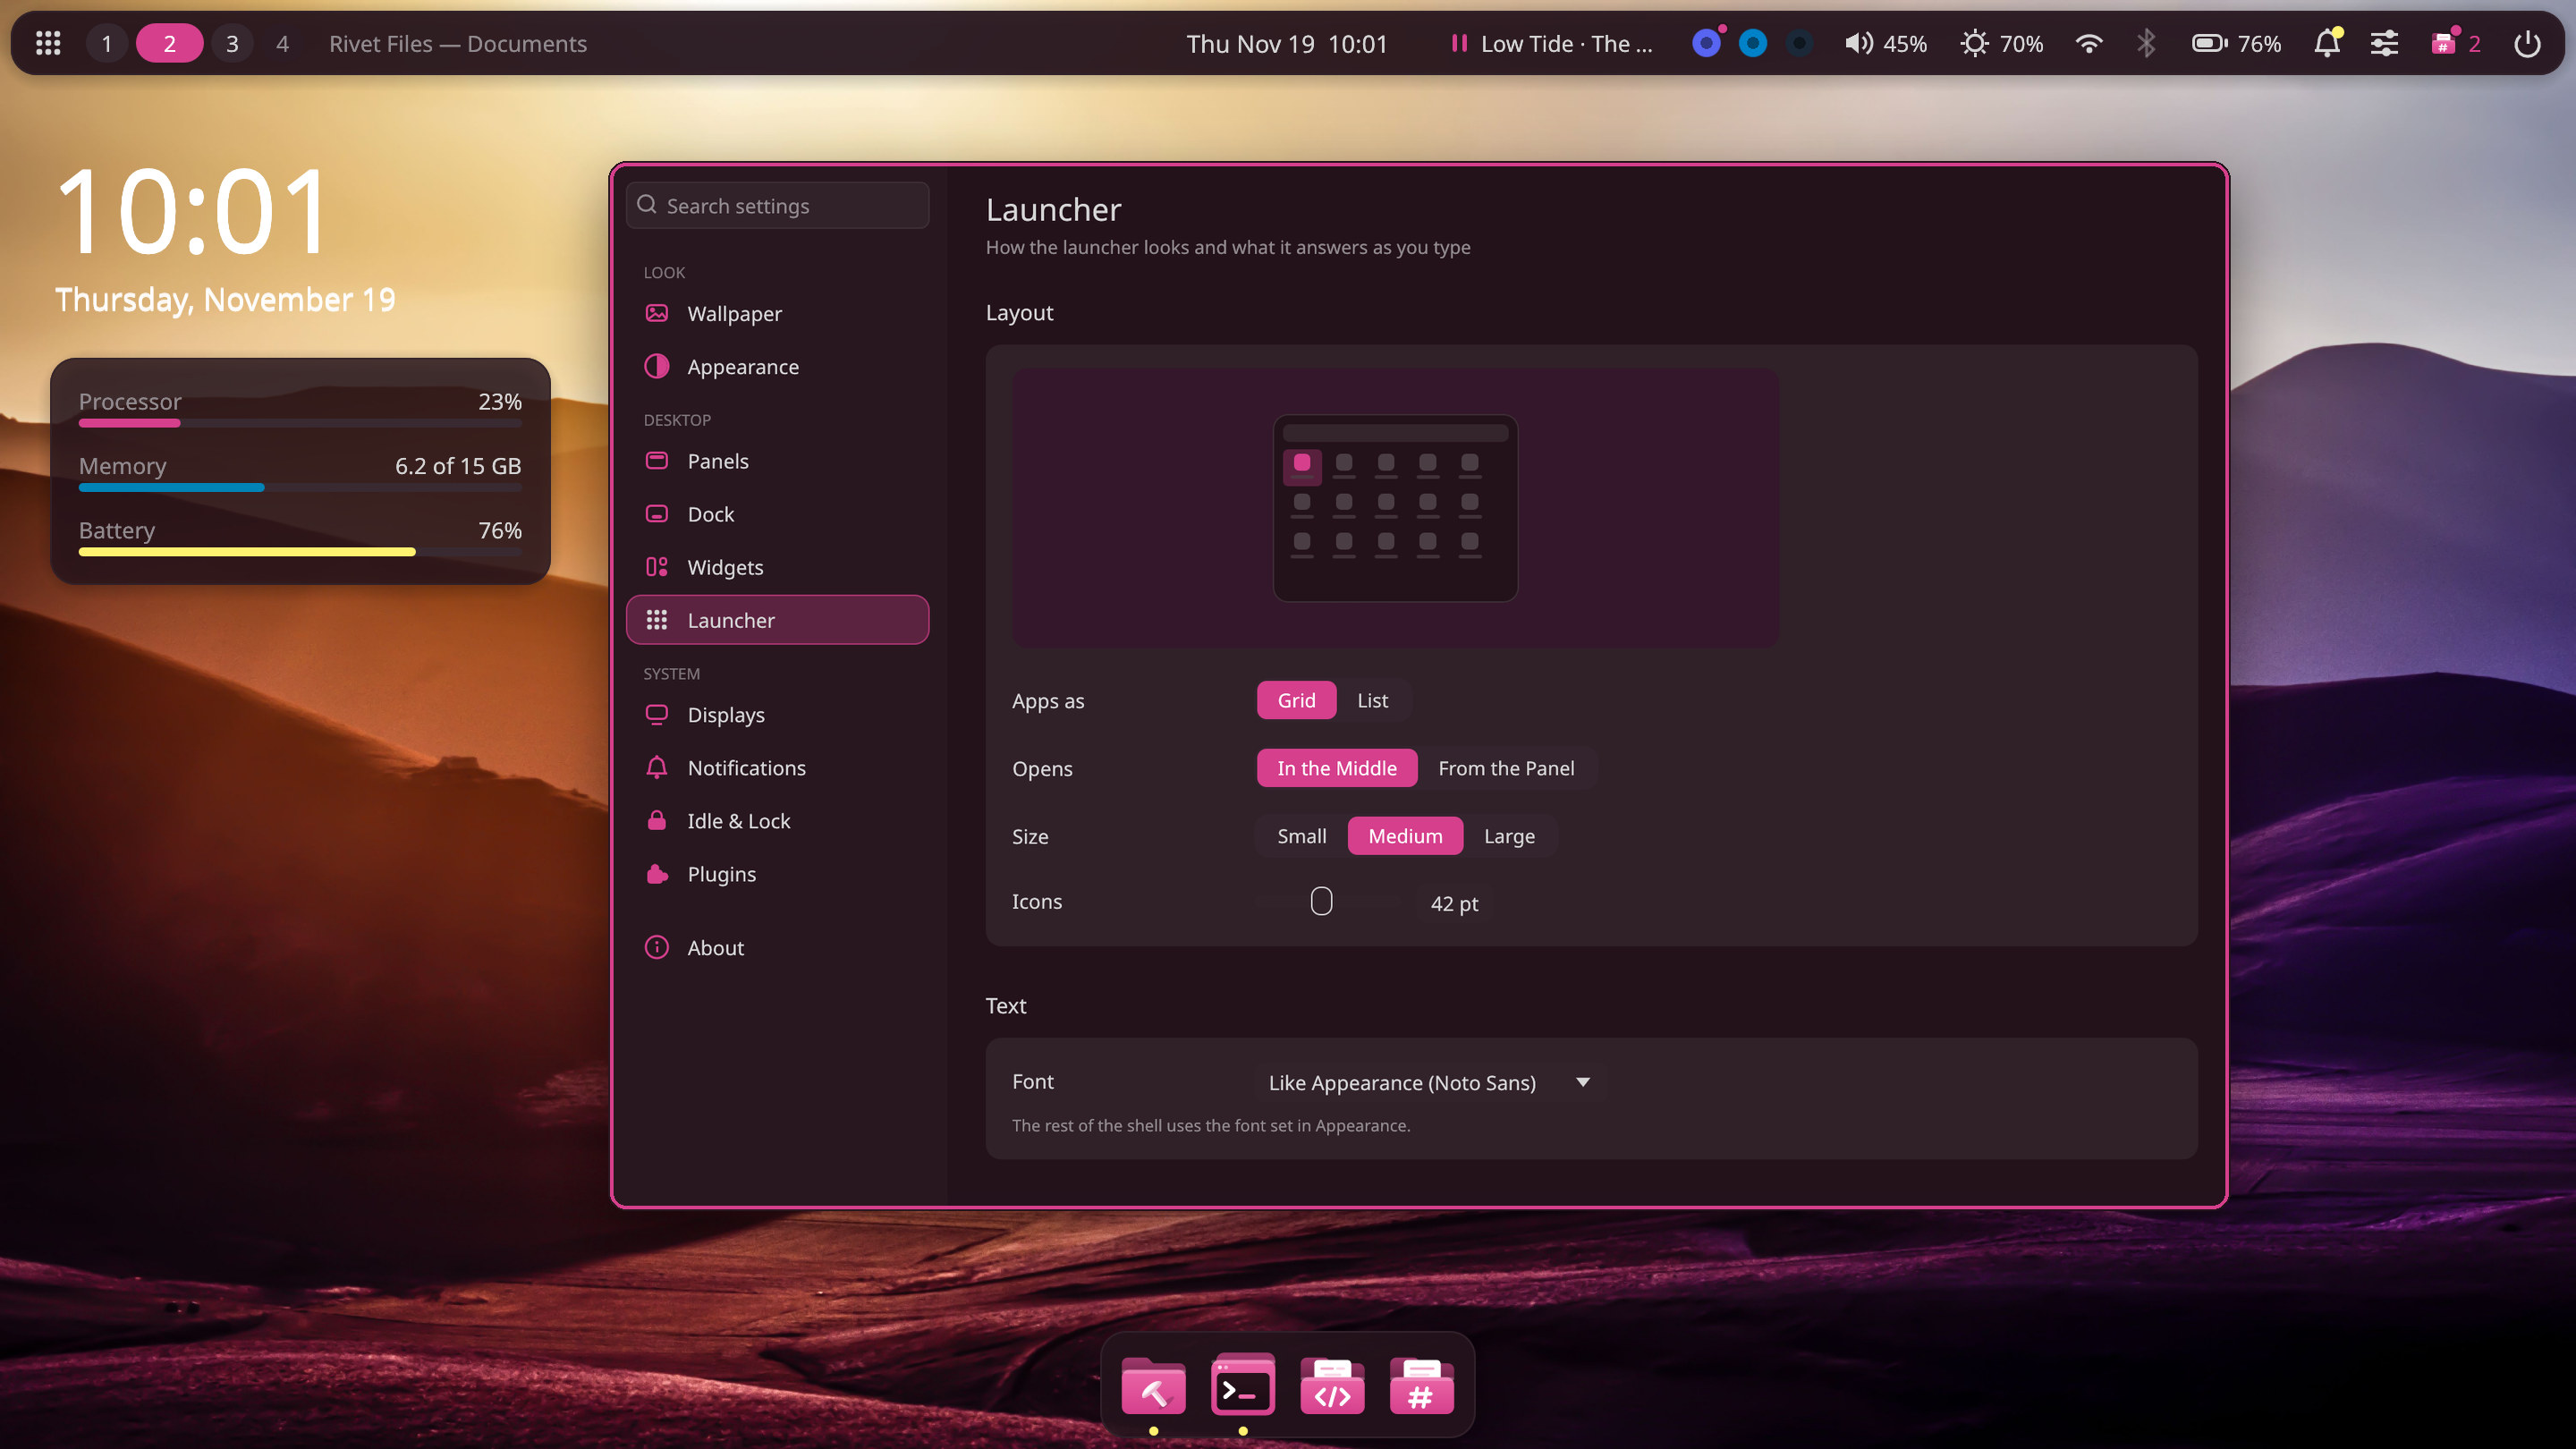 1 2 3 4 Rivet Files — Documents Thu Nov 19 10:01 Low Tide · The ... 45% 70% 76% 2
10:01
Thursday, November 19
Processor 23%
Memory 6.2 of 15 GB
Battery 76%
Search settings
LOOK
Wallpaper
Appearance
DESKTOP
Panels
Dock
Widgets
Launcher
SYSTEM
Displays
Notifications
Idle & Lock
Plugins
About
Launcher
How the launcher looks and what it answers as you type
Layout
Apps as Grid List
Opens In the Middle From the Panel
Size Small Medium Large
Icons 42 pt
Text
Font Like Appearance (Noto Sans)
The rest of the shell uses the font set in Appearance.